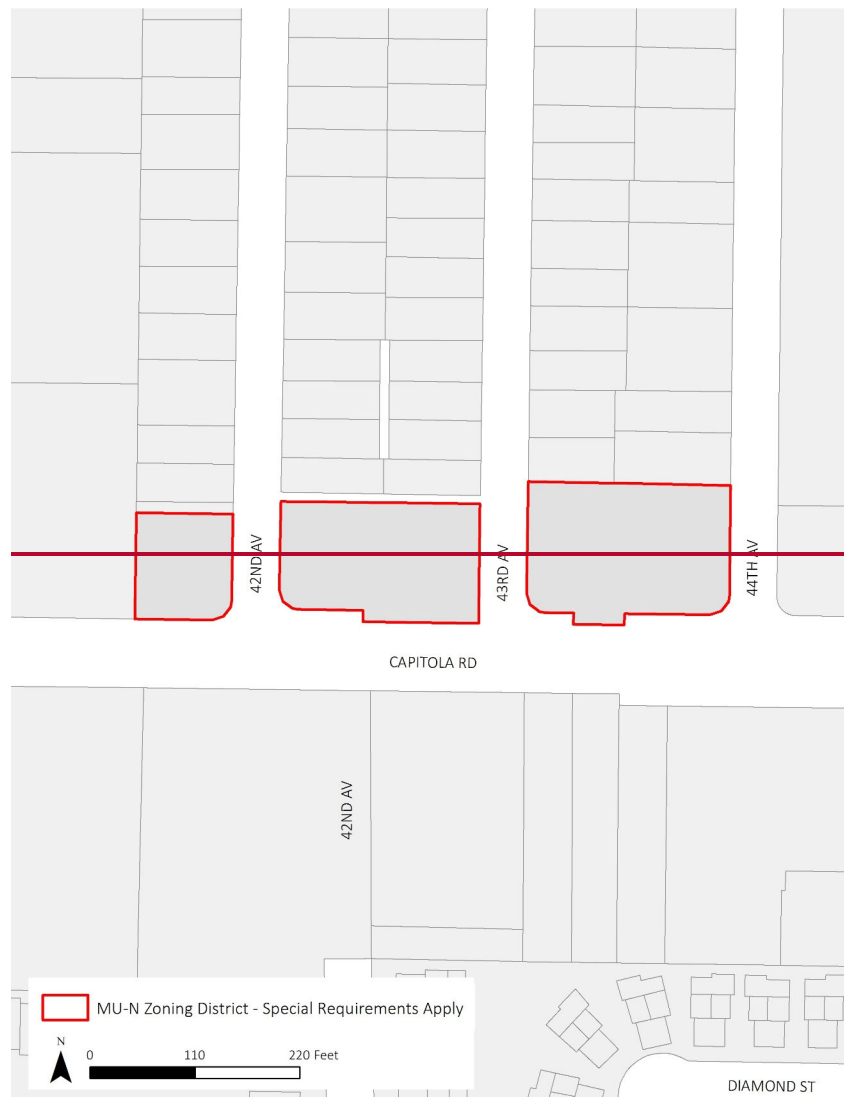 42ND AV
43RD AV
44TH AV
CAPITOLA RD
42ND AV
MU-N Zoning District - Special Requirements Apply
N
0 110 220 Feet
DIAMOND ST